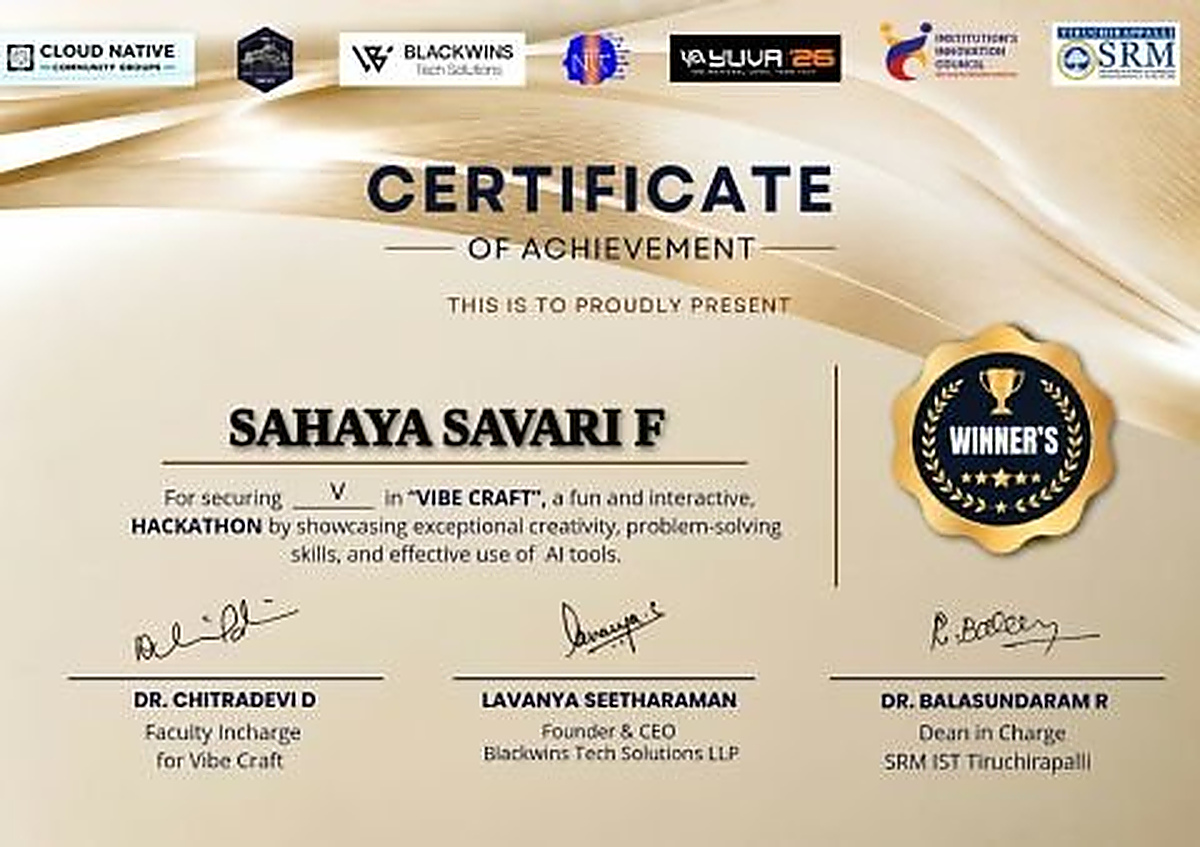 CLOUD NATIVE
COMMUNITY GROUPS
BLACKWINS
Tech Solutions
YUVA '26
INSTITUTION'S
INNOVATION
COUNCIL
TIRUCHIRAPPALLI
SRM
CERTIFICATE
OF ACHIEVEMENT
THIS IS TO PROUDLY PRESENT
SAHAYA SAVARI F
WINNER'S
For securing V in “VIBE CRAFT”, a fun and interactive,
HACKATHON by showcasing exceptional creativity, problem-solving
skills, and effective use of AI tools.
Lavanya.S
DR. CHITRADEVI D
Faculty Incharge
for Vibe Craft
LAVANYA SEETHARAMAN
Founder & CEO
Blackwins Tech Solutions LLP
DR. BALASUNDARAM R
Dean in Charge
SRM IST Tiruchirapalli